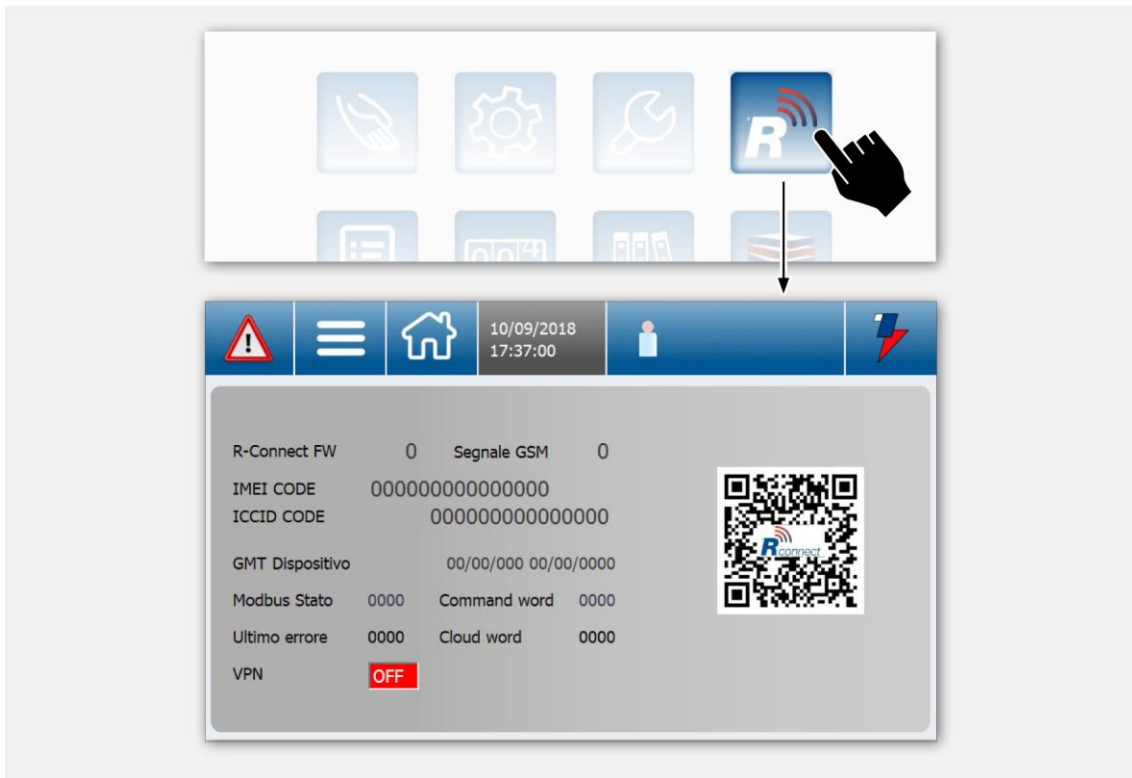 R
004
10/09/2018
17:37:00
R-Connect FW 0 Segnale GSM 0
IMEI CODE 000000000000000
ICCID CODE 000000000000000
GMT Dispositivo 00/00/000 00/00/0000
Modbus Stato 0000 Command word 0000
Ultimo errore 0000 Cloud word 0000
VPN OFF
Rconnect